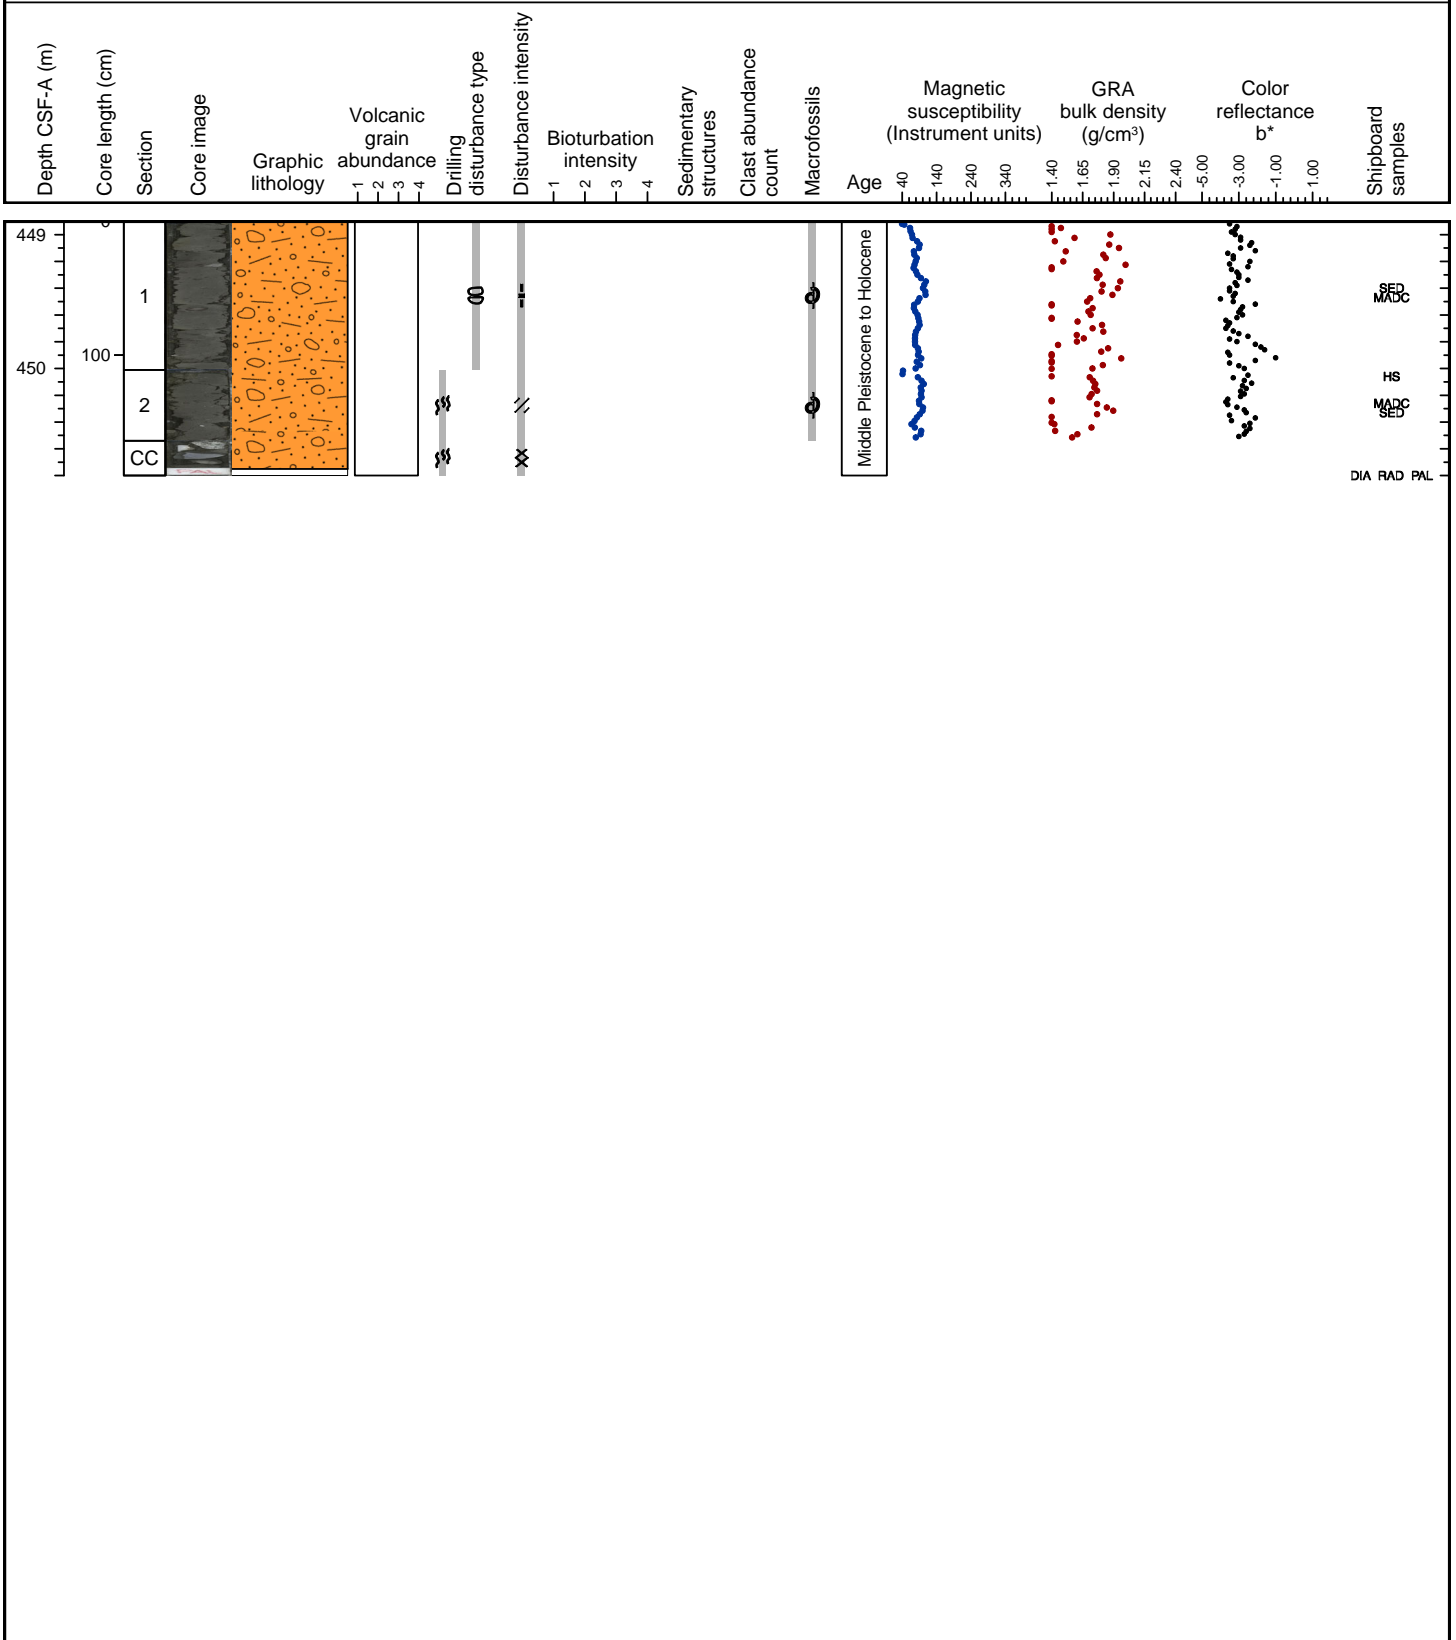 Depth CSF-A (m)
Core length (cm)
Section
Core image
Graphic
lithology
Volcanic
grain
abundance
1 2 3 4
Drilling
disturbance type
Disturbance intensity
Bioturbation
intensity
1 2 3 4
Sedimentary
structures
Clast abundance
count
Macrofossils
Age
Magnetic
susceptibility
(Instrument units)
40 140 240 340
GRA
bulk density
(g/cm³)
1.40 1.65 1.90 2.15 2.40
Color
reflectance
b*
-5.00 -3.00 -1.00 1.00
Shipboard
samples
449
450
0
100
1
2
CC
PAL
Middle Pleistocene to Holocene
SED
MADC
HS
MADC
SED
DIA RAD PAL